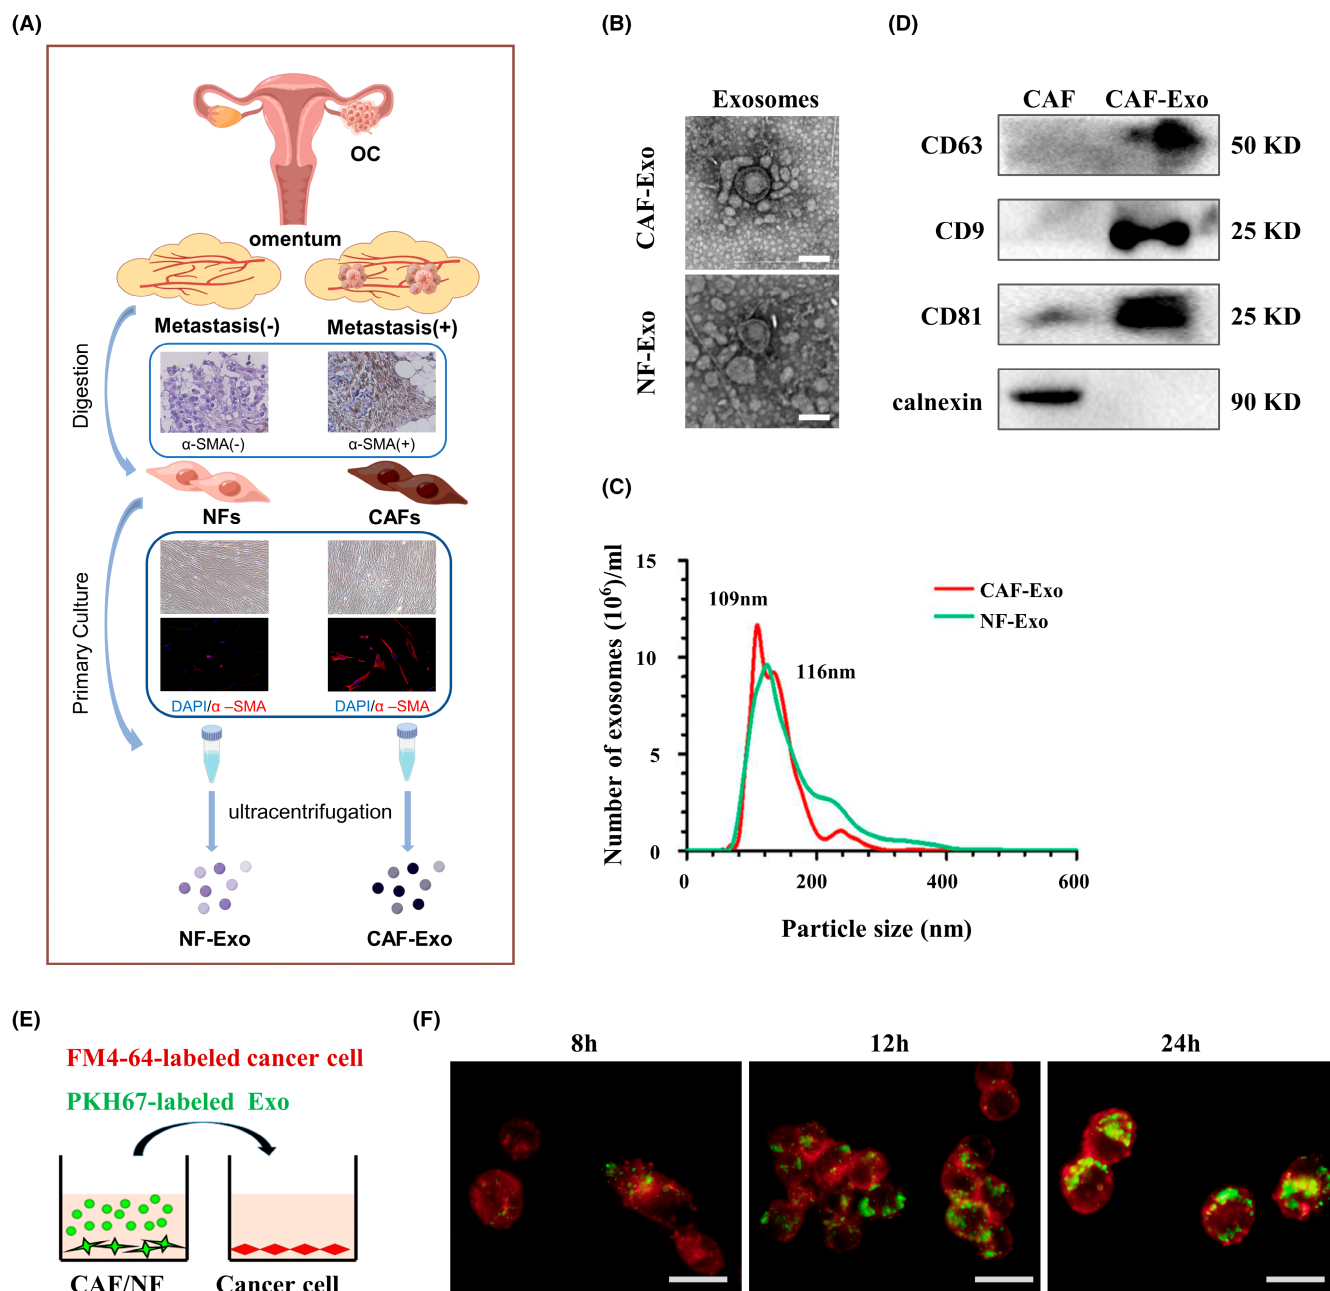 (A)
OC
omentum
Metastasis(-)
Metastasis(+)
Digestion
α-SMA(-)
α-SMA(+)
NFs
CAFs
Primary Culture
DAPI/α –SMA
DAPI/α –SMA
ultracentrifugation
NF-Exo
CAF-Exo
(B)
Exosomes
CAF-Exo
NF-Exo
(D)
CAF
CAF-Exo
CD63
50 KD
CD9
25 KD
CD81
25 KD
calnexin
90 KD
(C)
Number of exosomes (10⁶)/ml
15
10
5
0
109nm
116nm
CAF-Exo
NF-Exo
0
200
400
600
Particle size (nm)
(E)
FM4-64-labeled cancer cell
PKH67-labeled Exo
CAF/NF
Cancer cell
(F)
8h
12h
24h